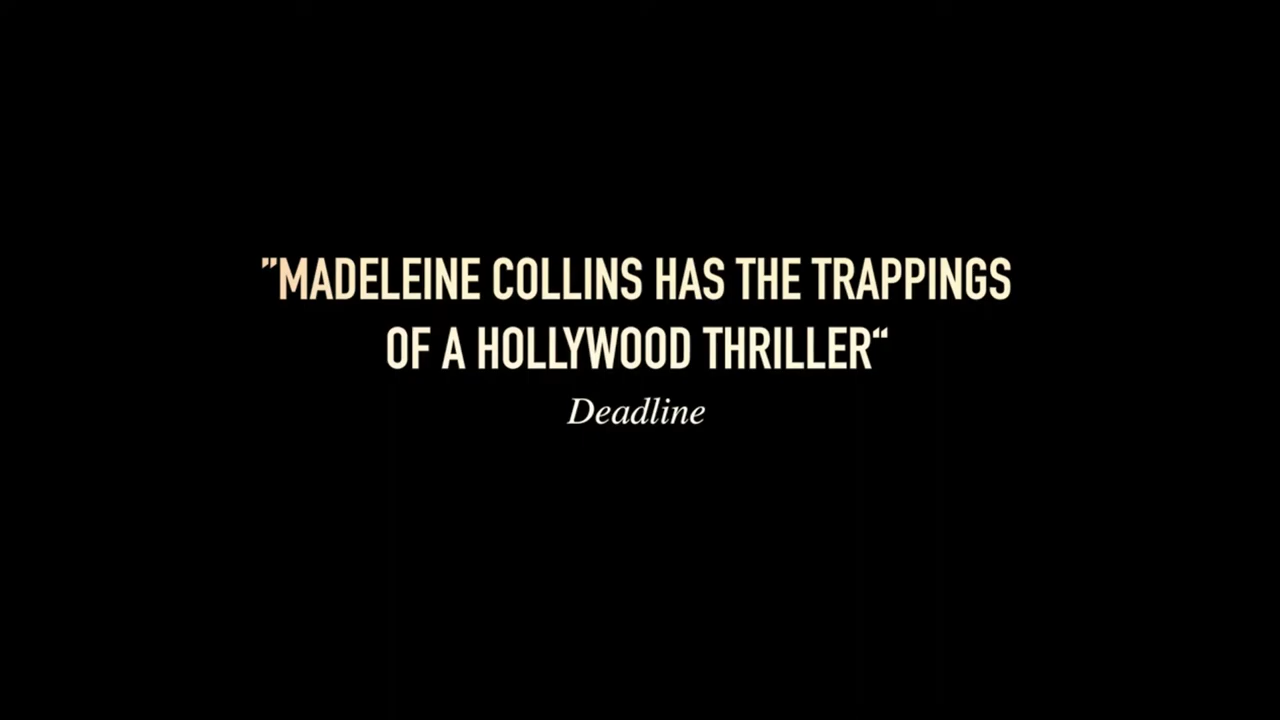 ”MADELEINE COLLINS HAS THE TRAPPINGS
OF A HOLLYWOOD THRILLER“
Deadline